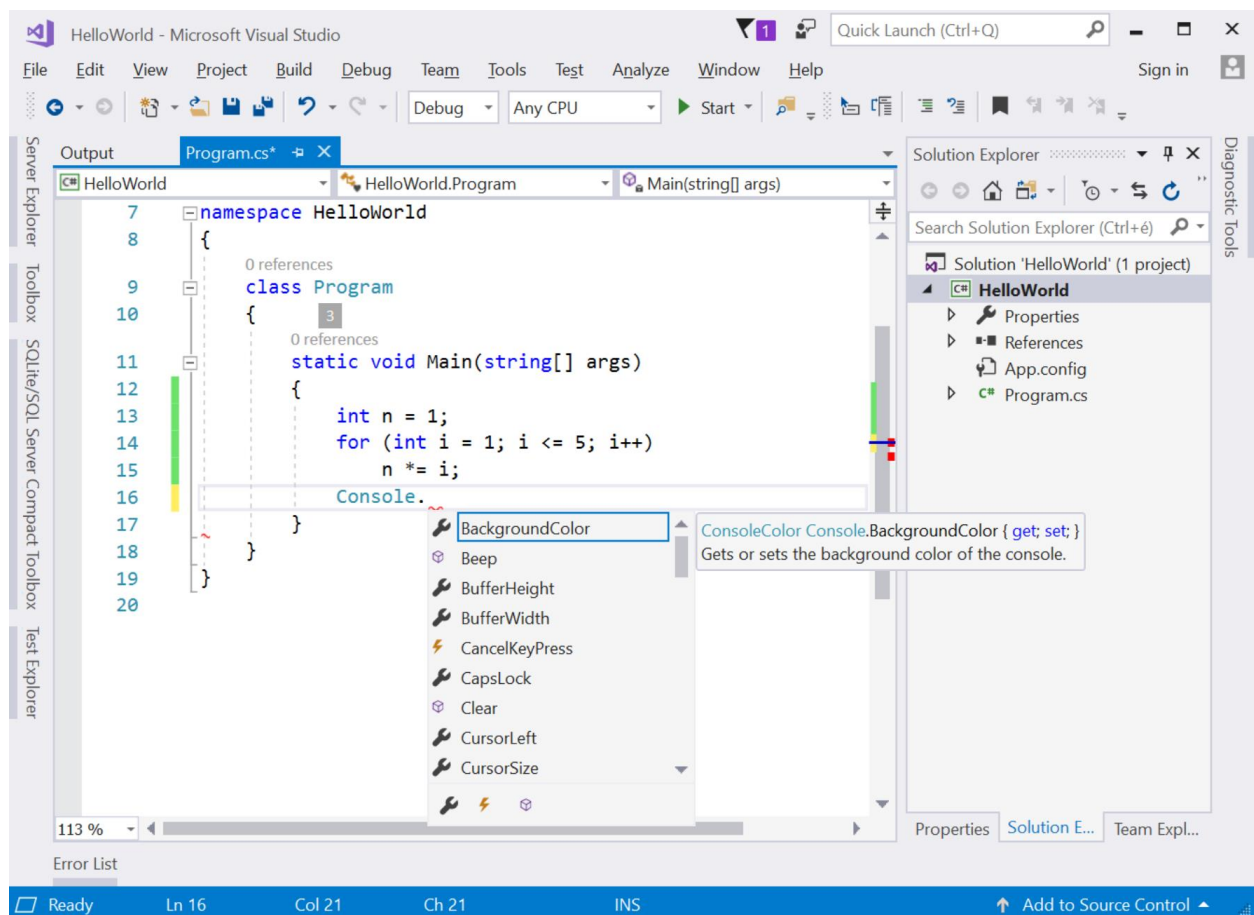 HelloWorld - Microsoft Visual Studio
1
Quick Launch (Ctrl+Q)
File Edit View Project Build Debug Team Tools Test Analyze Window Help
Sign in
Debug Any CPU Start
Server Explorer
Toolbox
SQLite/SQL Server Compact Toolbox
Test Explorer
Output Program.cs*
C# HelloWorld HelloWorld.Program Main(string[] args)
7 namespace HelloWorld
8 {
0 references
9 class Program
10 {
3
0 references
11 static void Main(string[] args)
12 {
13 int n = 1;
14 for (int i = 1; i <= 5; i++)
15 n *= i;
16 Console.
17 }
18 }
19 }
20
BackgroundColor
Beep
BufferHeight
BufferWidth
CancelKeyPress
CapsLock
Clear
CursorLeft
CursorSize
ConsoleColor Console.BackgroundColor { get; set; }
Gets or sets the background color of the console.
113 %
Solution Explorer
Search Solution Explorer (Ctrl+é)
Solution 'HelloWorld' (1 project)
C# HelloWorld
Properties
References
App.config
C# Program.cs
Properties Solution E... Team Expl...
Diagnostic Tools
Error List
Ready Ln 16 Col 21 Ch 21 INS Add to Source Control